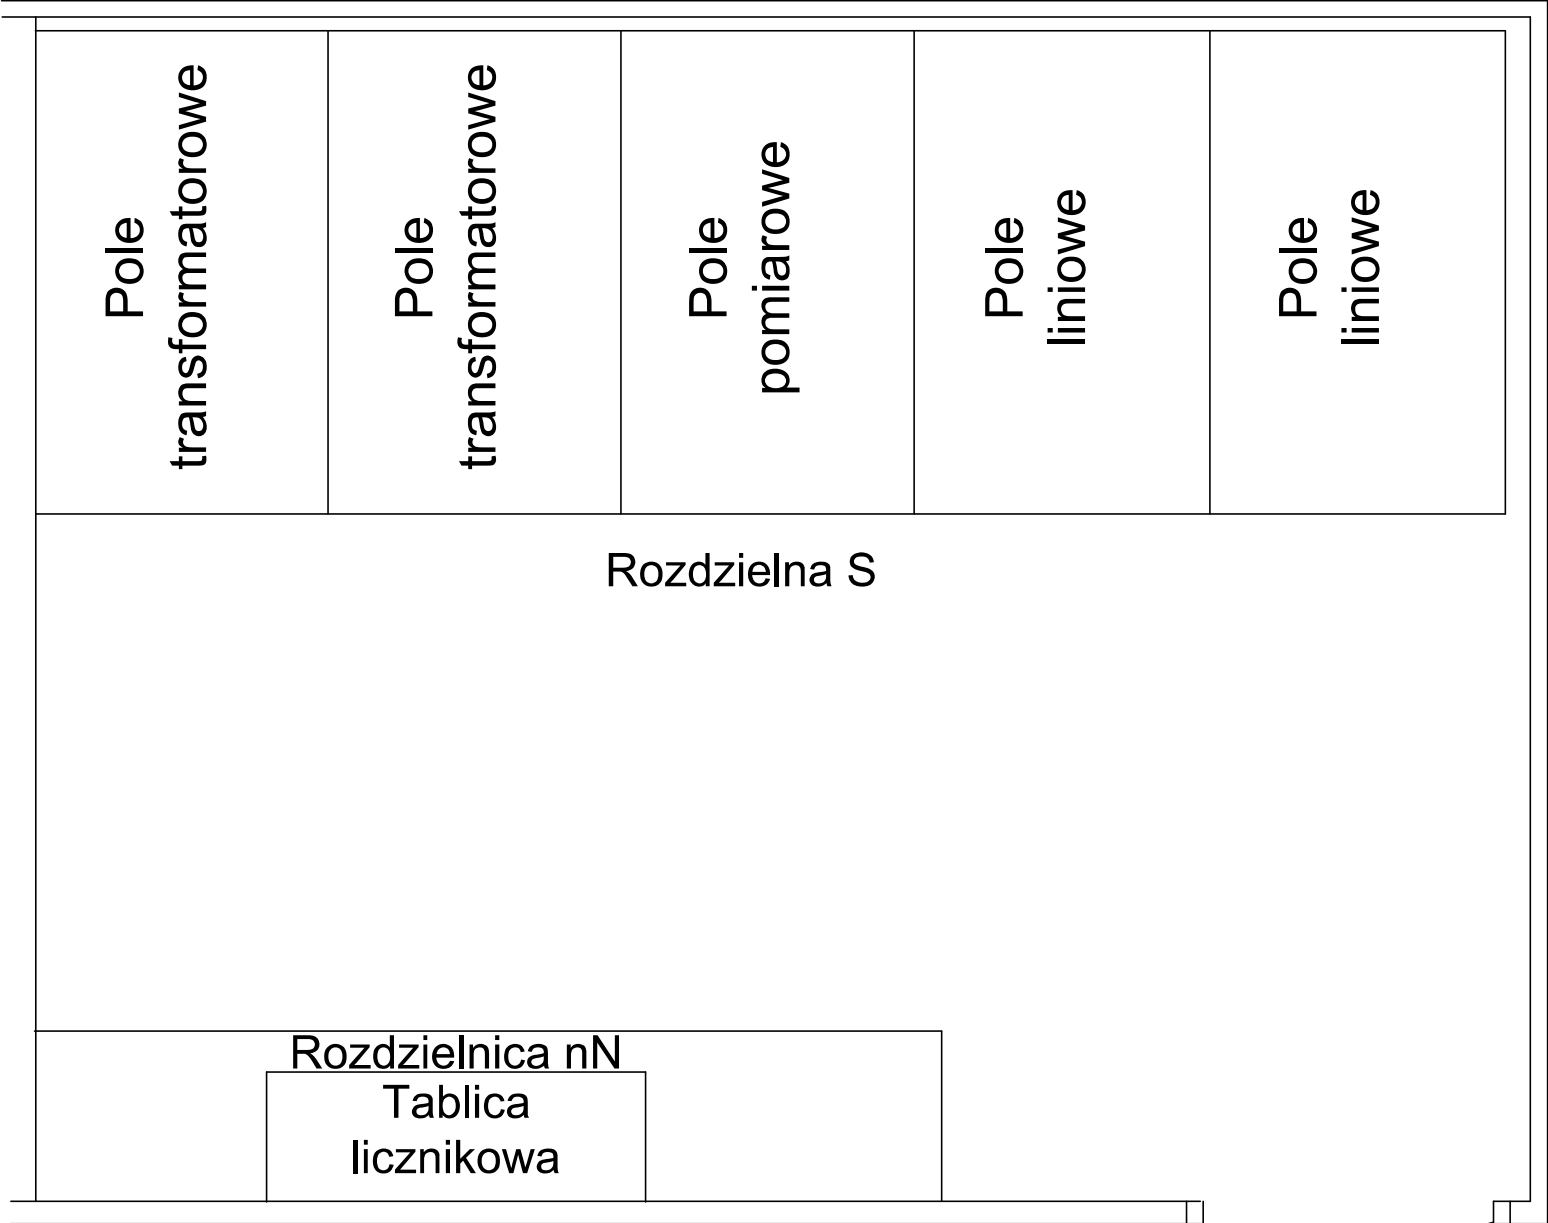 Pole
transformatorowe
Pole
transformatorowe
Pole
pomiarowe
Pole
liniowe
Pole
liniowe
Rozdzielna S
Rozdzielnica nN
Tablica
licznikowa